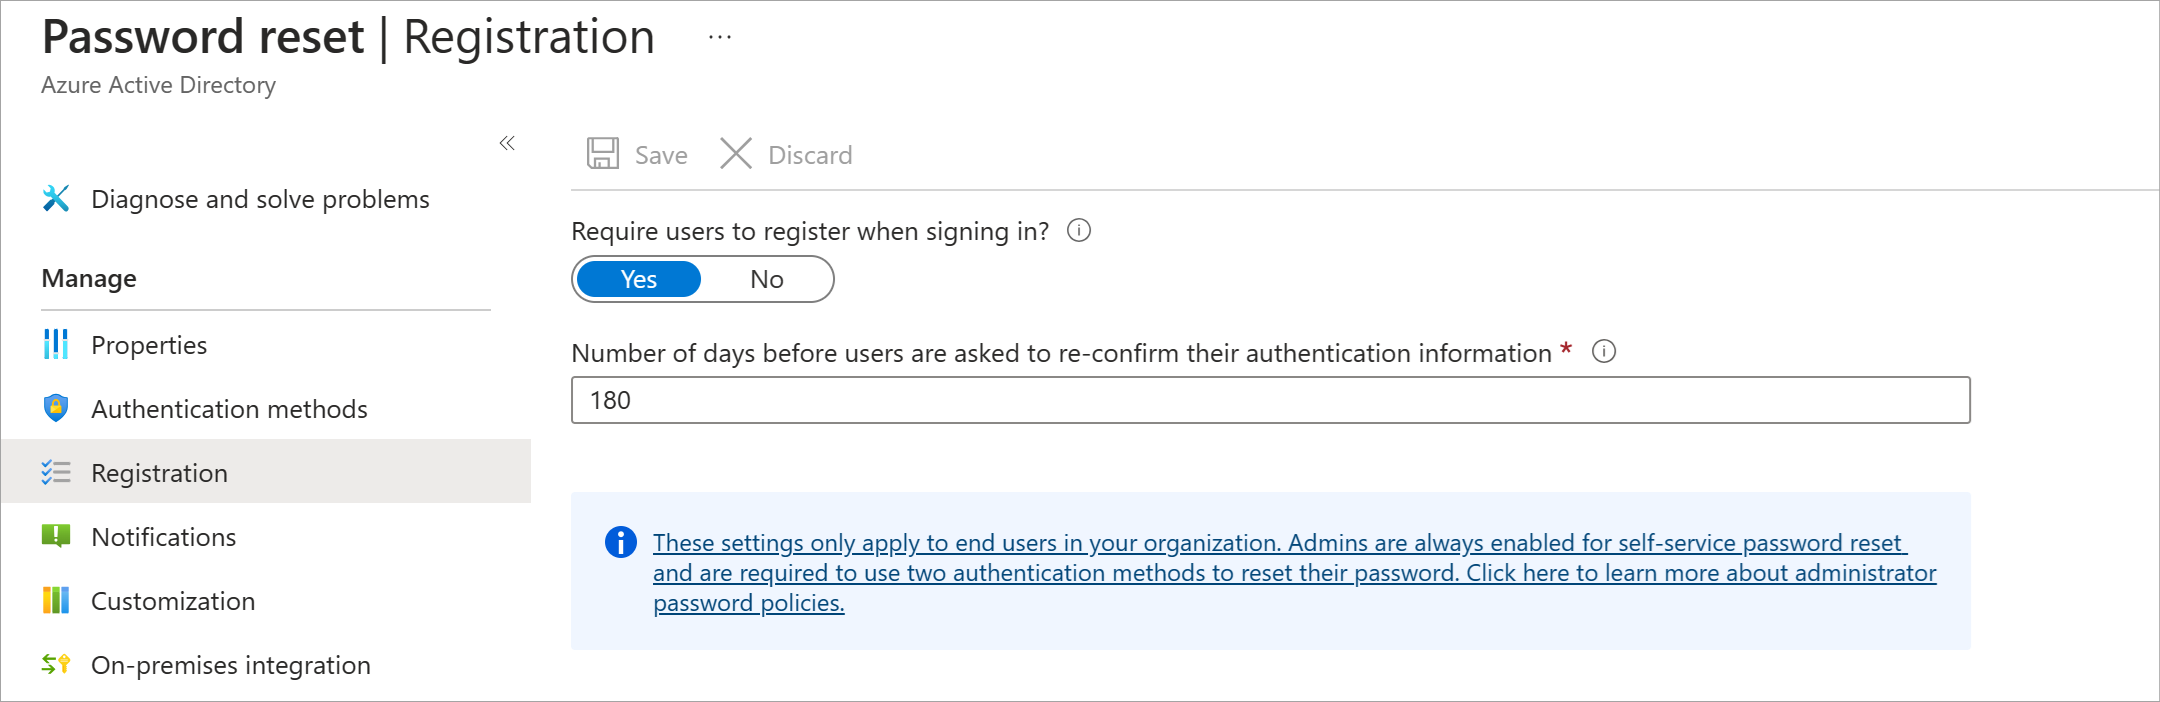 Password reset | Registration ...
Azure Active Directory
«
Diagnose and solve problems
Manage
Properties
Authentication methods
Registration
Notifications
Customization
On-premises integration
Save Discard
Require users to register when signing in?
Yes No
Number of days before users are asked to re-confirm their authentication information *
180
These settings only apply to end users in your organization. Admins are always enabled for self-service password reset
and are required to use two authentication methods to reset their password. Click here to learn more about administrator
password policies.